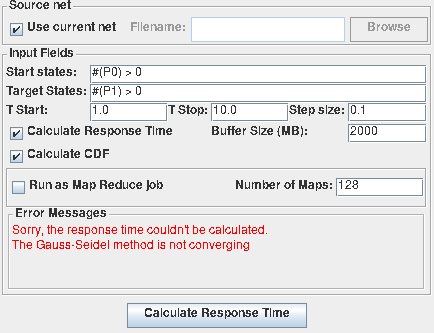 Source net
Use current net Filename: Browse
Input Fields
Start states: #(P0) > 0
Target States: #(P1) > 0
T Start: 1.0 T Stop: 10.0 Step size: 0.1
Calculate Response Time Buffer Size (MB): 2000
Calculate CDF
Run as Map Reduce job Number of Maps: 128
Error Messages
Sorry, the response time couldn't be calculated.
The Gauss-Seidel method is not converging
Calculate Response Time